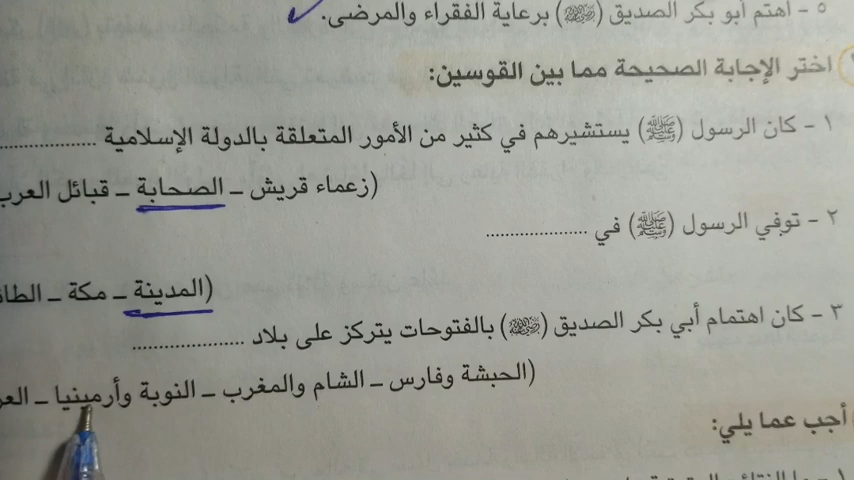 ٥ - اهتم أبو بكر الصديق (ﷺ) برعاية الفقراء والمرضى.
اختر الإجابة الصحيحة مما بين القوسين:
١ - كان الرسول (ﷺ) يستشيرهم في كثير من الأمور المتعلقة بالدولة الإسلامية ....................
(زعماء قريش – الصحابة – قبائل العرب
٢ - توفي الرسول (ﷺ) في ....................
(المدينة – مكة – الطا
٣ - كان اهتمام أبي بكر الصديق (ﷺ) بالفتوحات يتركز على بلاد ....................
(الحبشة وفارس – الشام والمغرب – النوبة وأرمينيا – العر
أجب عما يلي: